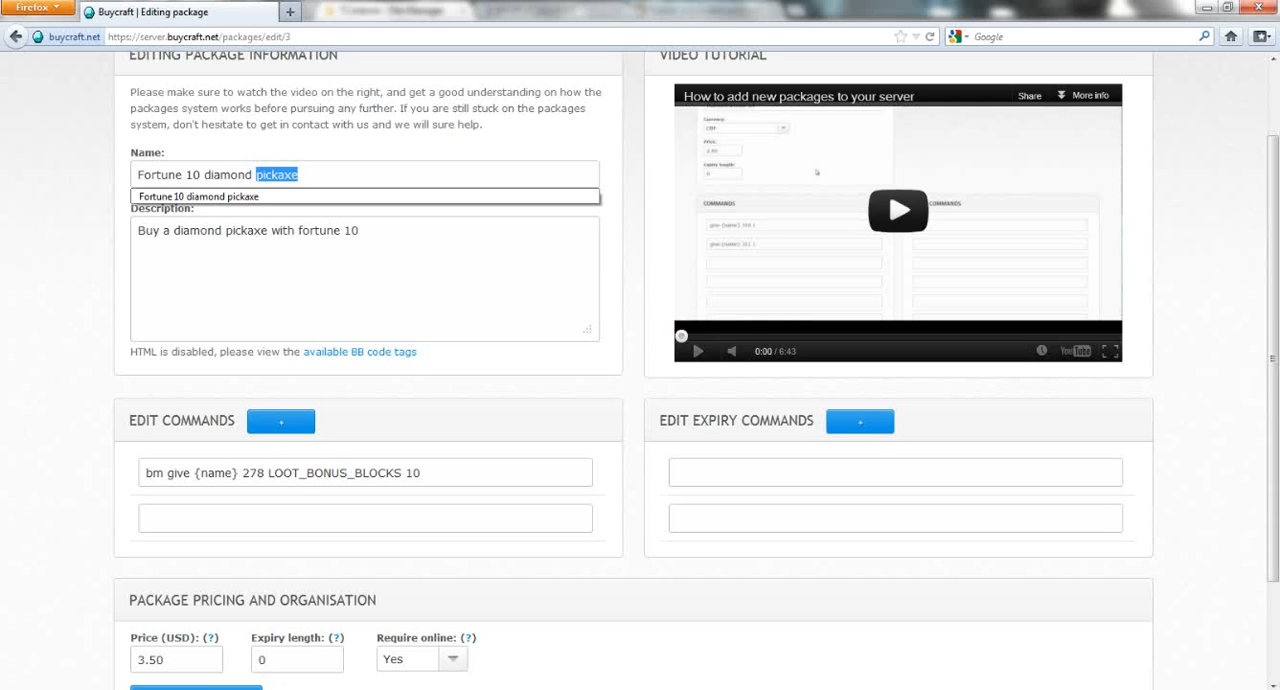 Firefox
Buycraft | Editing package
buycraft.net
https://server.buycraft.net/packages/edit/3
Google
EDITING PACKAGE INFORMATION
Please make sure to watch the video on the right, and get a good understanding on how the
packages system works before pursuing any further. If you are still stuck on the packages
system, don't hesitate to get in contact with us and we will sure help.
Name:
Fortune 10 diamond pickaxe
Fortune 10 diamond pickaxe
Description:
Buy a diamond pickaxe with fortune 10
HTML is disabled, please view the available BB code tags
VIDEO TUTORIAL
How to add new packages to your server
Share
More info
Currency:
GBP
Price:
Expiry length:
0
COMMANDS
COMMANDS
0:00 / 6:43
YouTube
EDIT COMMANDS
+
bm give {name} 278 LOOT_BONUS_BLOCKS 10
EDIT EXPIRY COMMANDS
+
PACKAGE PRICING AND ORGANISATION
Price (USD): (?)
Expiry length: (?)
Require online: (?)
3.50
0
Yes